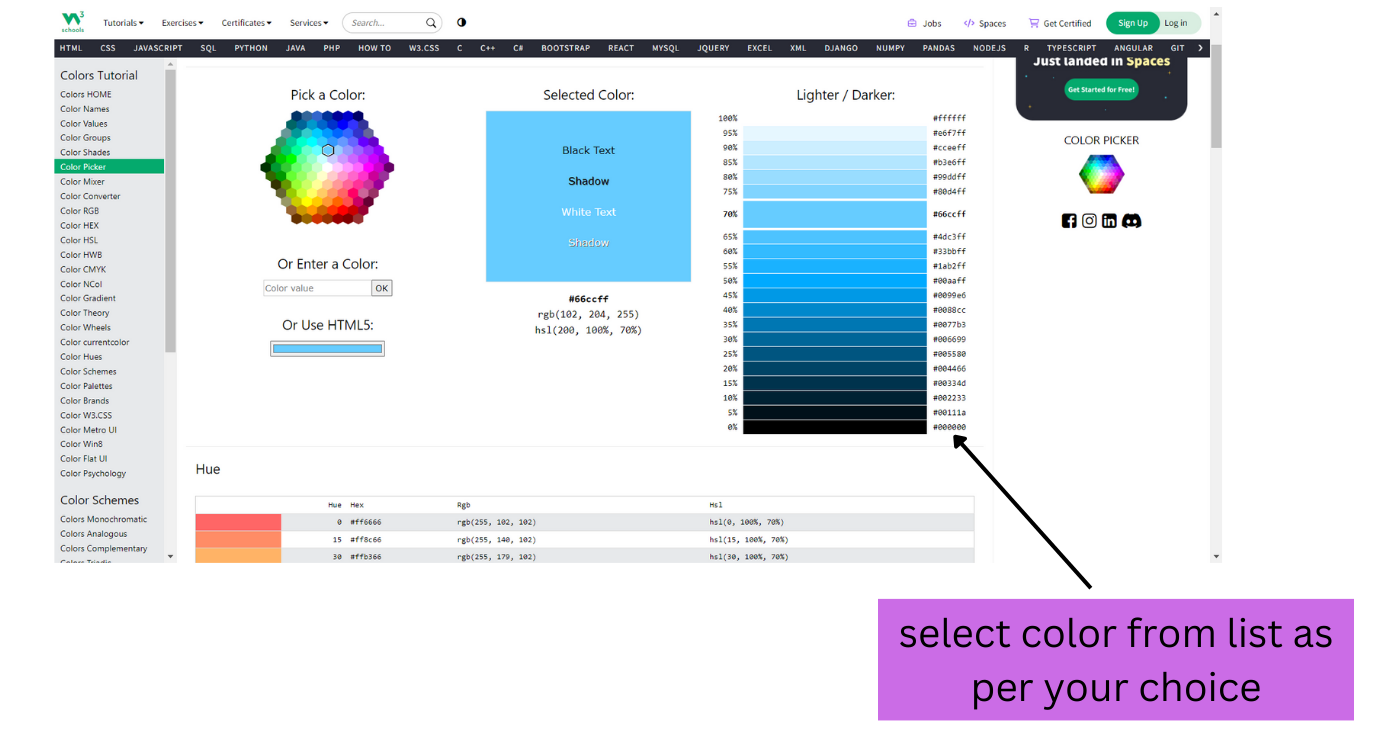 3
schools
Tutorials
Exercises
Certificates
Services
Search...
Jobs
</> Spaces
Get Certified
Sign Up
Log in
HTML CSS JAVASCRIPT SQL PYTHON JAVA PHP HOW TO W3.CSS C C++ C# BOOTSTRAP REACT MYSQL JQUERY EXCEL XML DJANGO NUMPY PANDAS NODEJS R TYPESCRIPT ANGULAR GIT
Colors Tutorial
Colors HOME
Color Names
Color Values
Color Groups
Color Shades
Color Picker
Color Mixer
Color Converter
Color RGB
Color HEX
Color HSL
Color HWB
Color CMYK
Color NCol
Color Gradient
Color Theory
Color Wheels
Color currentcolor
Color Hues
Color Schemes
Color Palettes
Color Brands
Color W3.CSS
Color Metro UI
Color Win8
Color Flat UI
Color Psychology
Color Schemes
Colors Monochromatic
Colors Analogous
Colors Complementary
Colors Triadic
Pick a Color:
Or Enter a Color:
Color value
OK
Or Use HTML5:
Selected Color:
Black Text
Shadow
White Text
Shadow
#66ccff
rgb(102, 204, 255)
hsl(200, 100%, 70%)
Lighter / Darker:
100% #ffffff
95% #e6f7ff
90% #cceeff
85% #b3e6ff
80% #99ddff
75% #80d4ff
70% #66ccff
65% #4dc3ff
60% #33bbff
55% #1ab2ff
50% #00aaff
45% #0099e6
40% #0088cc
35% #0077b3
30% #006699
25% #005580
20% #004466
15% #00334d
10% #002233
5% #00111a
0% #000000
Just landed in Spaces
Get Started for Free!
COLOR PICKER
Hue
Hue Hex Rgb Hsl
0 #ff6666 rgb(255, 102, 102) hsl(0, 100%, 70%)
15 #ff8c66 rgb(255, 140, 102) hsl(15, 100%, 70%)
30 #ffb366 rgb(255, 179, 102) hsl(30, 100%, 70%)
select color from list as
per your choice